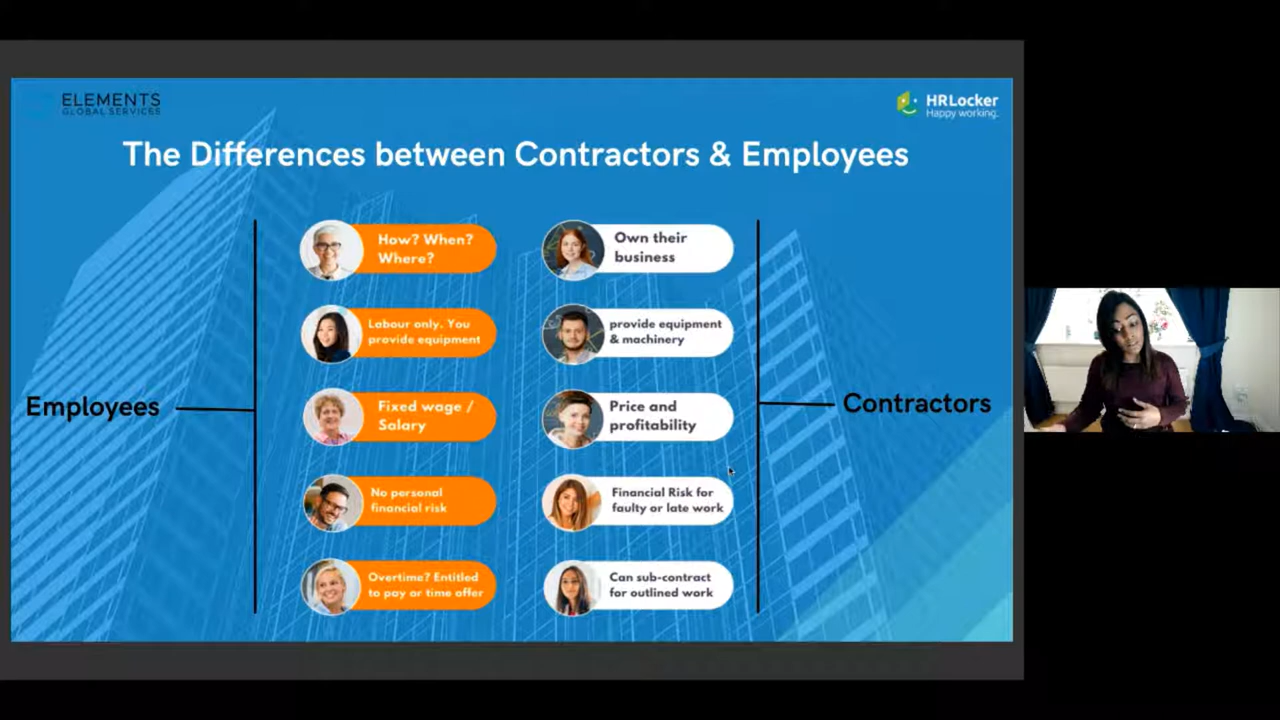 ELEMENTS
GLOBAL SERVICES
HRLocker
Happy working.
The Differences between Contractors & Employees
Employees
How? When?
Where?
Labour only. You
provide equipment
Fixed wage /
Salary
No personal
financial risk
Overtime? Entitled
to pay or time offer
Own their
business
provide equipment
& machinery
Price and
profitability
Financial Risk for
faulty or late work
Can sub-contract
for outlined work
Contractors